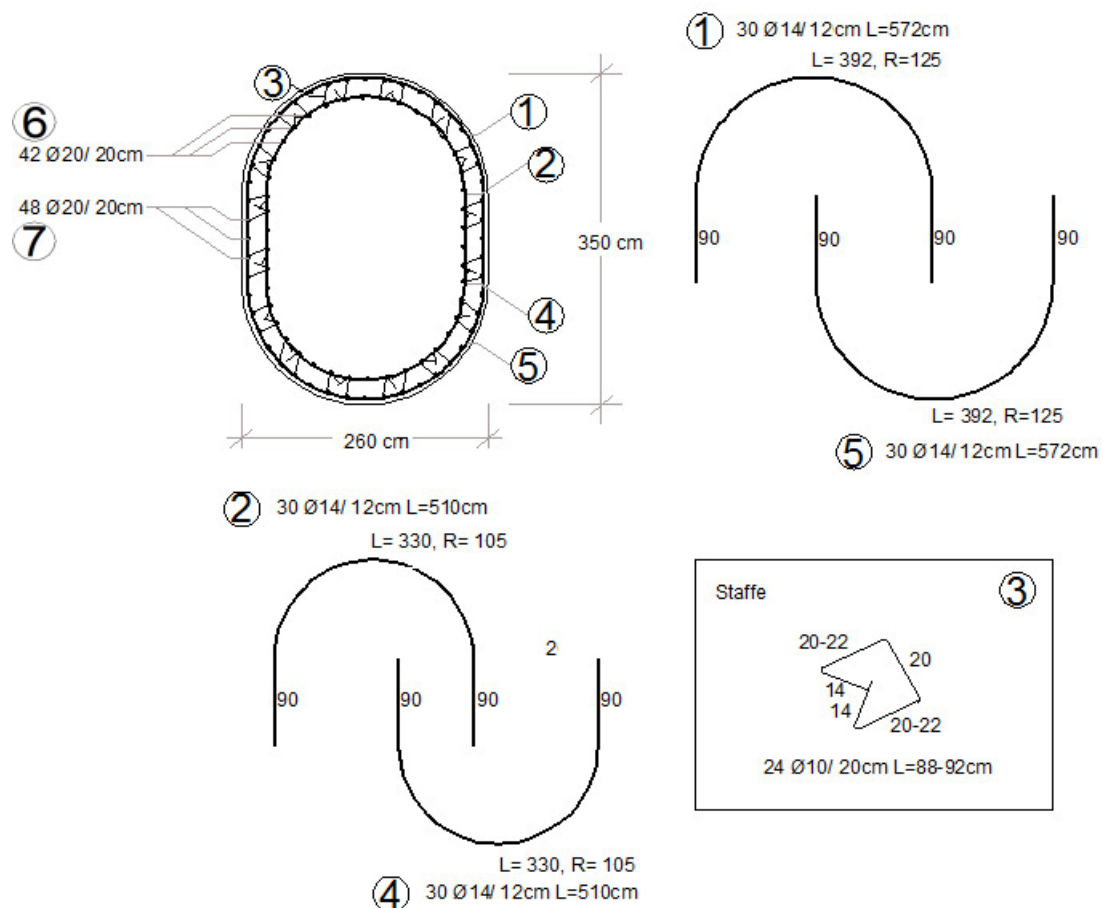 ① 30 Ø14/ 12cm L=572cm
L= 392, R=125
③
①
⑥
42 Ø20/ 20cm
②
48 Ø20/ 20cm
⑦
350 cm
90
90
90
90
④
⑤
260 cm
L= 392, R=125
⑤ 30 Ø14/ 12cm L=572cm
② 30 Ø14/ 12cm L=510cm
L= 330, R= 105
2
90
90
90
90
L= 330, R= 105
④ 30 Ø14/ 12cm L=510cm
Staffe
③
20-22
20
14
14
20-22
24 Ø10/ 20cm L=88-92cm